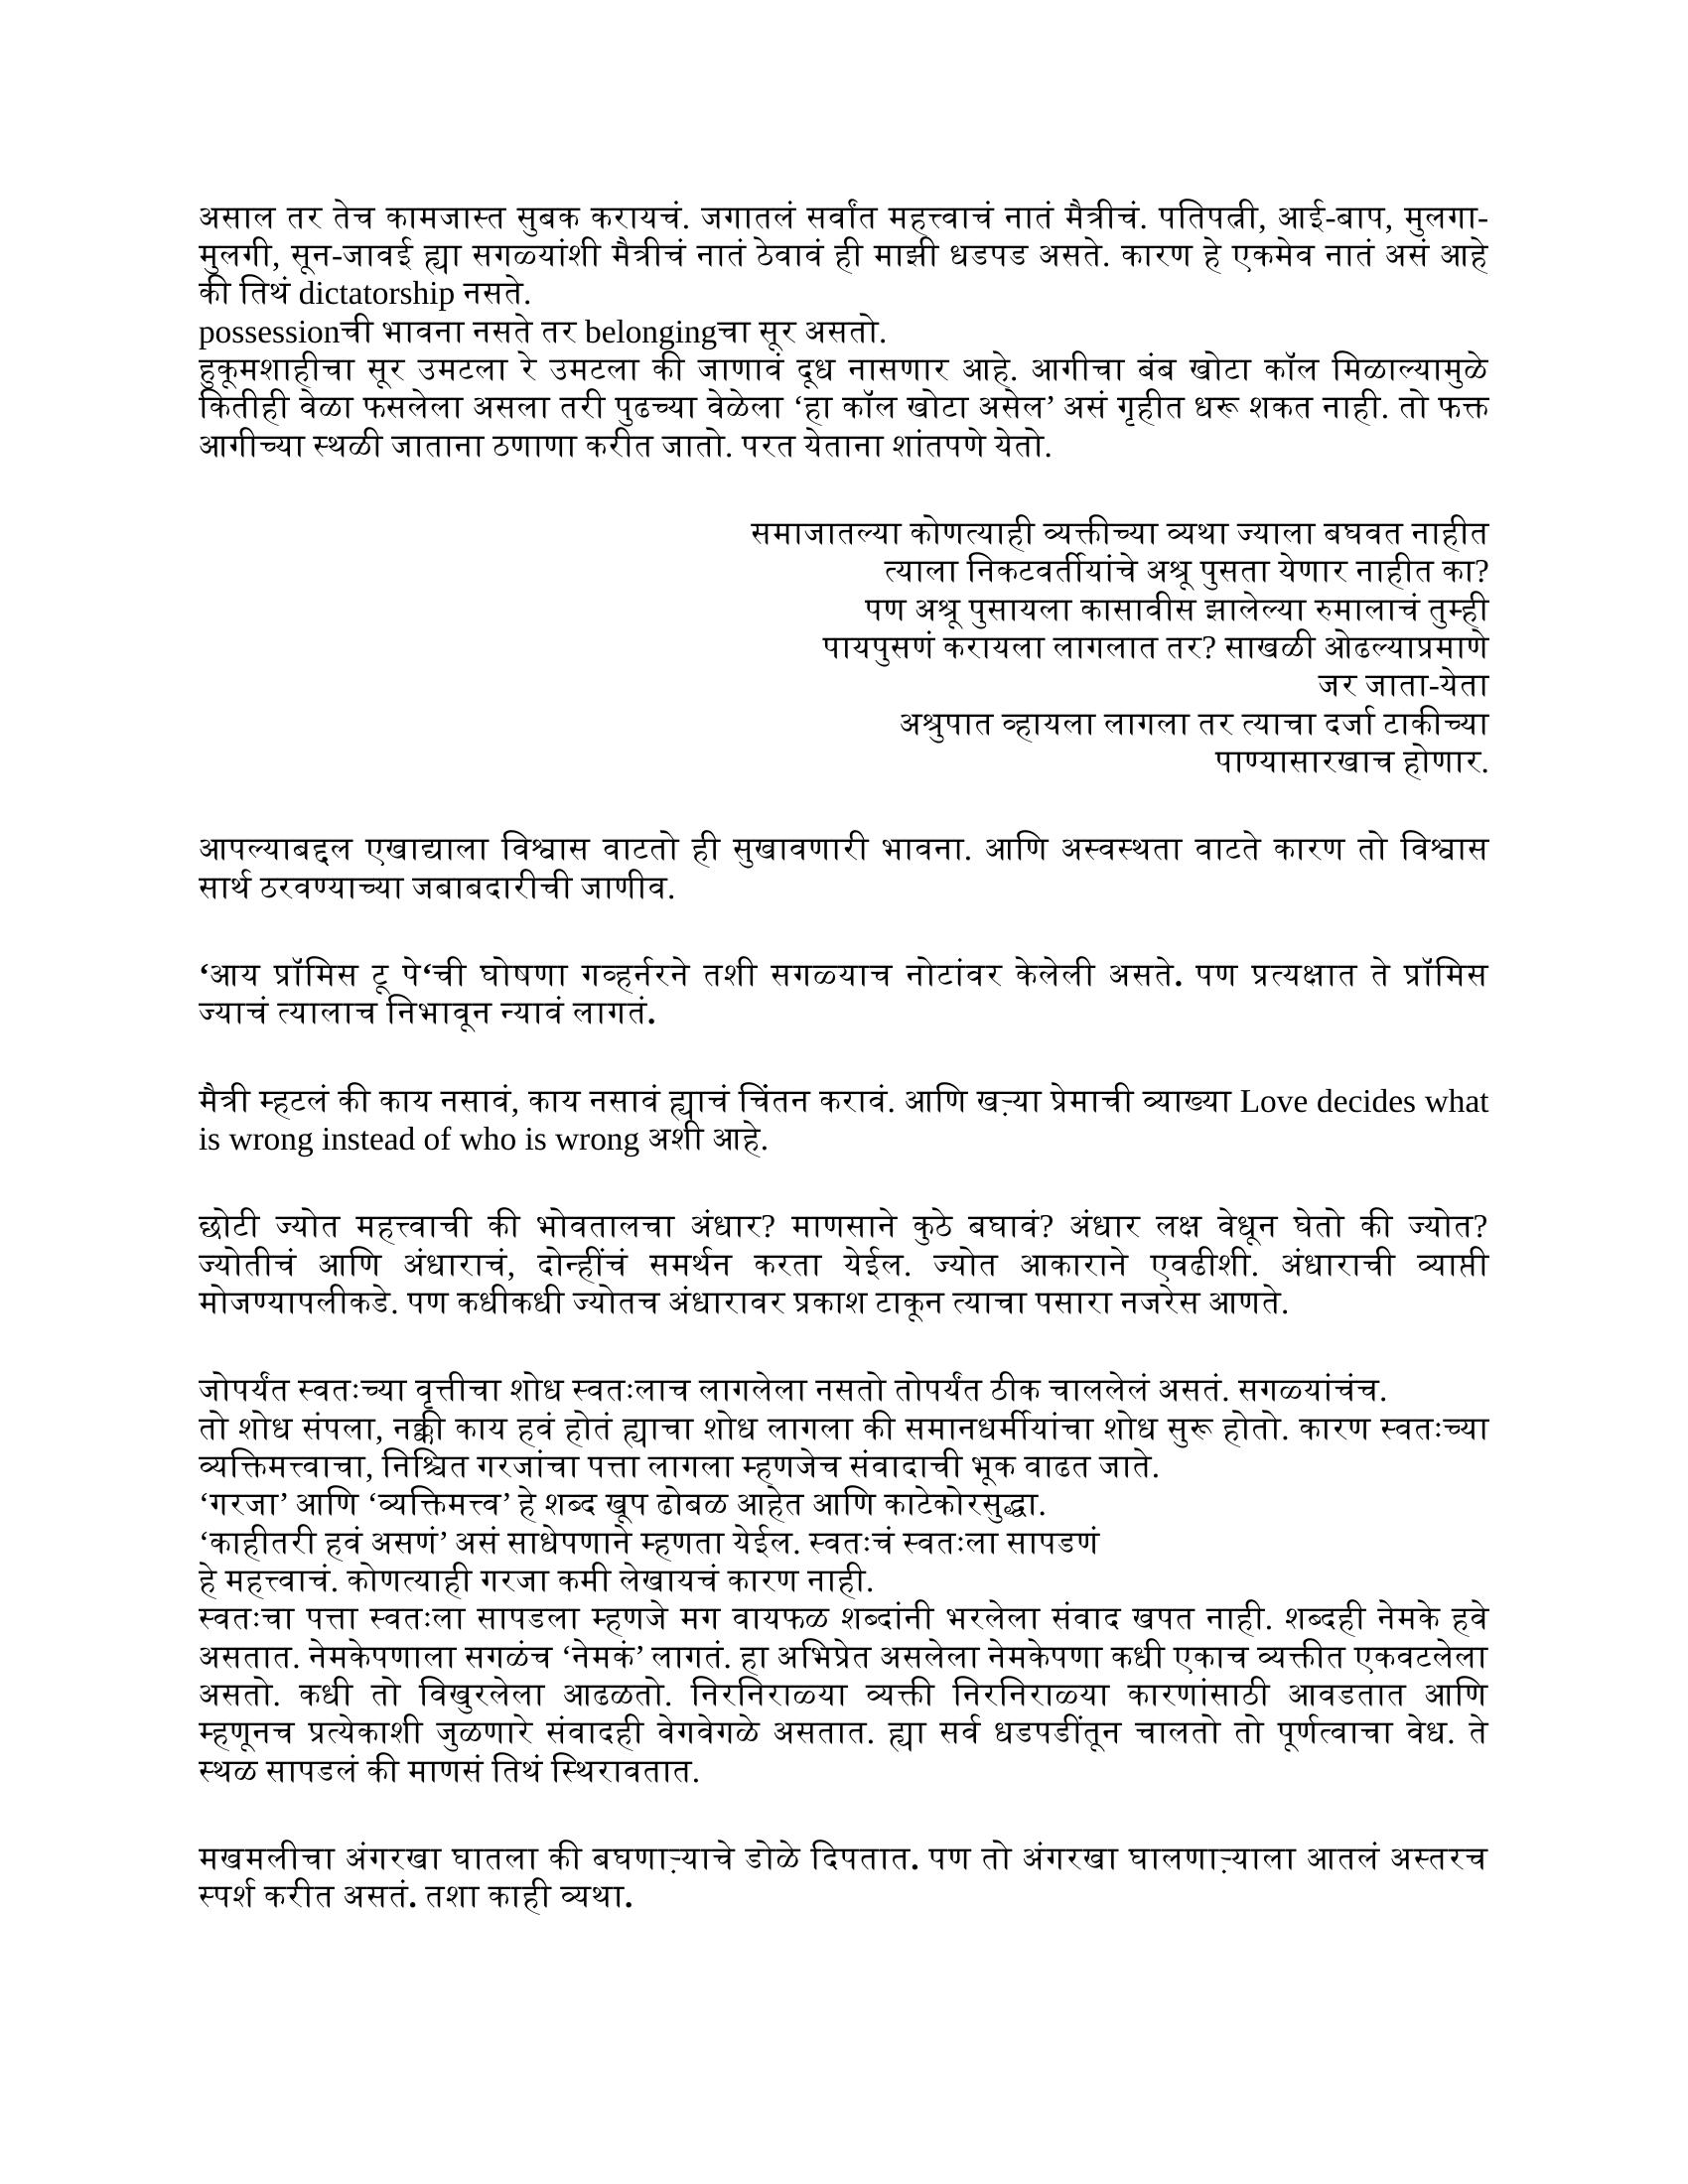 असाल तर तेच कामजास्त सुबक करायचं. जगातलं सर्वांत महत्त्वाचं नातं मैत्रीचं. पतिपत्नी, आई-बाप, मुलगा-
मुलगी, सून-जावई ह्या सगळ्यांशी मैत्रीचं नातं ठेवावं ही माझी धडपड असते. कारण हे एकमेव नातं असं आहे
की तिथं dictatorship नसते.
possessionची भावना नसते तर belongingचा सूर असतो.
हुकूमशाहीचा सूर उमटला रे उमटला की जाणावं दूध नासणार आहे. आगीचा बंब खोटा कॉल मिळाल्यामुळे
कितीही वेळा फसलेला असला तरी पुढच्या वेळेला ‘हा कॉल खोटा असेल’ असं गृहीत धरू शकत नाही. तो फक्त
आगीच्या स्थळी जाताना ठणाणा करीत जातो. परत येताना शांतपणे येतो.
समाजातल्या कोणत्याही व्यक्तीच्या व्यथा ज्याला बघवत नाहीत
त्याला निकटवर्तीयांचे अश्रू पुसता येणार नाहीत का?
पण अश्रू पुसायला कासावीस झालेल्या रुमालाचं तुम्ही
पायपुसणं करायला लागलात तर? साखळी ओढल्याप्रमाणे
जर जाता-येता
अश्रुपात व्हायला लागला तर त्याचा दर्जा टाकीच्या
पाण्यासारखाच होणार.
आपल्याबद्दल एखाद्याला विश्वास वाटतो ही सुखावणारी भावना. आणि अस्वस्थता वाटते कारण तो विश्वास
सार्थ ठरवण्याच्या जबाबदारीची जाणीव.
‘आय प्रॉमिस टू पे‘ची घोषणा गव्हर्नरने तशी सगळ्याच नोटांवर केलेली असते. पण प्रत्यक्षात ते प्रॉमिस
ज्याचं त्यालाच निभावून न्यावं लागतं.
मैत्री म्हटलं की काय नसावं, काय नसावं ह्याचं चिंतन करावं. आणि खऱ्या प्रेमाची व्याख्या Love decides what
is wrong instead of who is wrong अशी आहे.
छोटी ज्योत महत्त्वाची की भोवतालचा अंधार? माणसाने कुठे बघावं? अंधार लक्ष वेधून घेतो की ज्योत?
ज्योतीचं आणि अंधाराचं, दोन्हींचं समर्थन करता येईल. ज्योत आकाराने एवढीशी. अंधाराची व्याप्ती
मोजण्यापलीकडे. पण कधीकधी ज्योतच अंधारावर प्रकाश टाकून त्याचा पसारा नजरेस आणते.
जोपर्यंत स्वतःच्या वृत्तीचा शोध स्वतःलाच लागलेला नसतो तोपर्यंत ठीक चाललेलं असतं. सगळ्यांचंच.
तो शोध संपला, नक्की काय हवं होतं ह्याचा शोध लागला की समानधर्मीयांचा शोध सुरू होतो. कारण स्वतःच्या
व्यक्तिमत्त्वाचा, निश्चित गरजांचा पत्ता लागला म्हणजेच संवादाची भूक वाढत जाते.
‘गरजा’ आणि ‘व्यक्तिमत्त्व’ हे शब्द खूप ढोबळ आहेत आणि काटेकोरसुद्धा.
‘काहीतरी हवं असणं’ असं साधेपणाने म्हणता येईल. स्वतःचं स्वतःला सापडणं
हे महत्त्वाचं. कोणत्याही गरजा कमी लेखायचं कारण नाही.
स्वतःचा पत्ता स्वतःला सापडला म्हणजे मग वायफळ शब्दांनी भरलेला संवाद खपत नाही. शब्दही नेमके हवे
असतात. नेमकेपणाला सगळंच ‘नेमकं’ लागतं. हा अभिप्रेत असलेला नेमकेपणा कधी एकाच व्यक्तीत एकवटलेला
असतो. कधी तो विखुरलेला आढळतो. निरनिराळ्या व्यक्ती निरनिराळ्या कारणांसाठी आवडतात आणि
म्हणूनच प्रत्येकाशी जुळणारे संवादही वेगवेगळे असतात. ह्या सर्व धडपडींतून चालतो तो पूर्णत्वाचा वेध. ते
स्थळ सापडलं की माणसं तिथं स्थिरावतात.
मखमलीचा अंगरखा घातला की बघणाऱ्याचे डोळे दिपतात. पण तो अंगरखा घालणाऱ्याला आतलं अस्तरच
स्पर्श करीत असतं. तशा काही व्यथा.